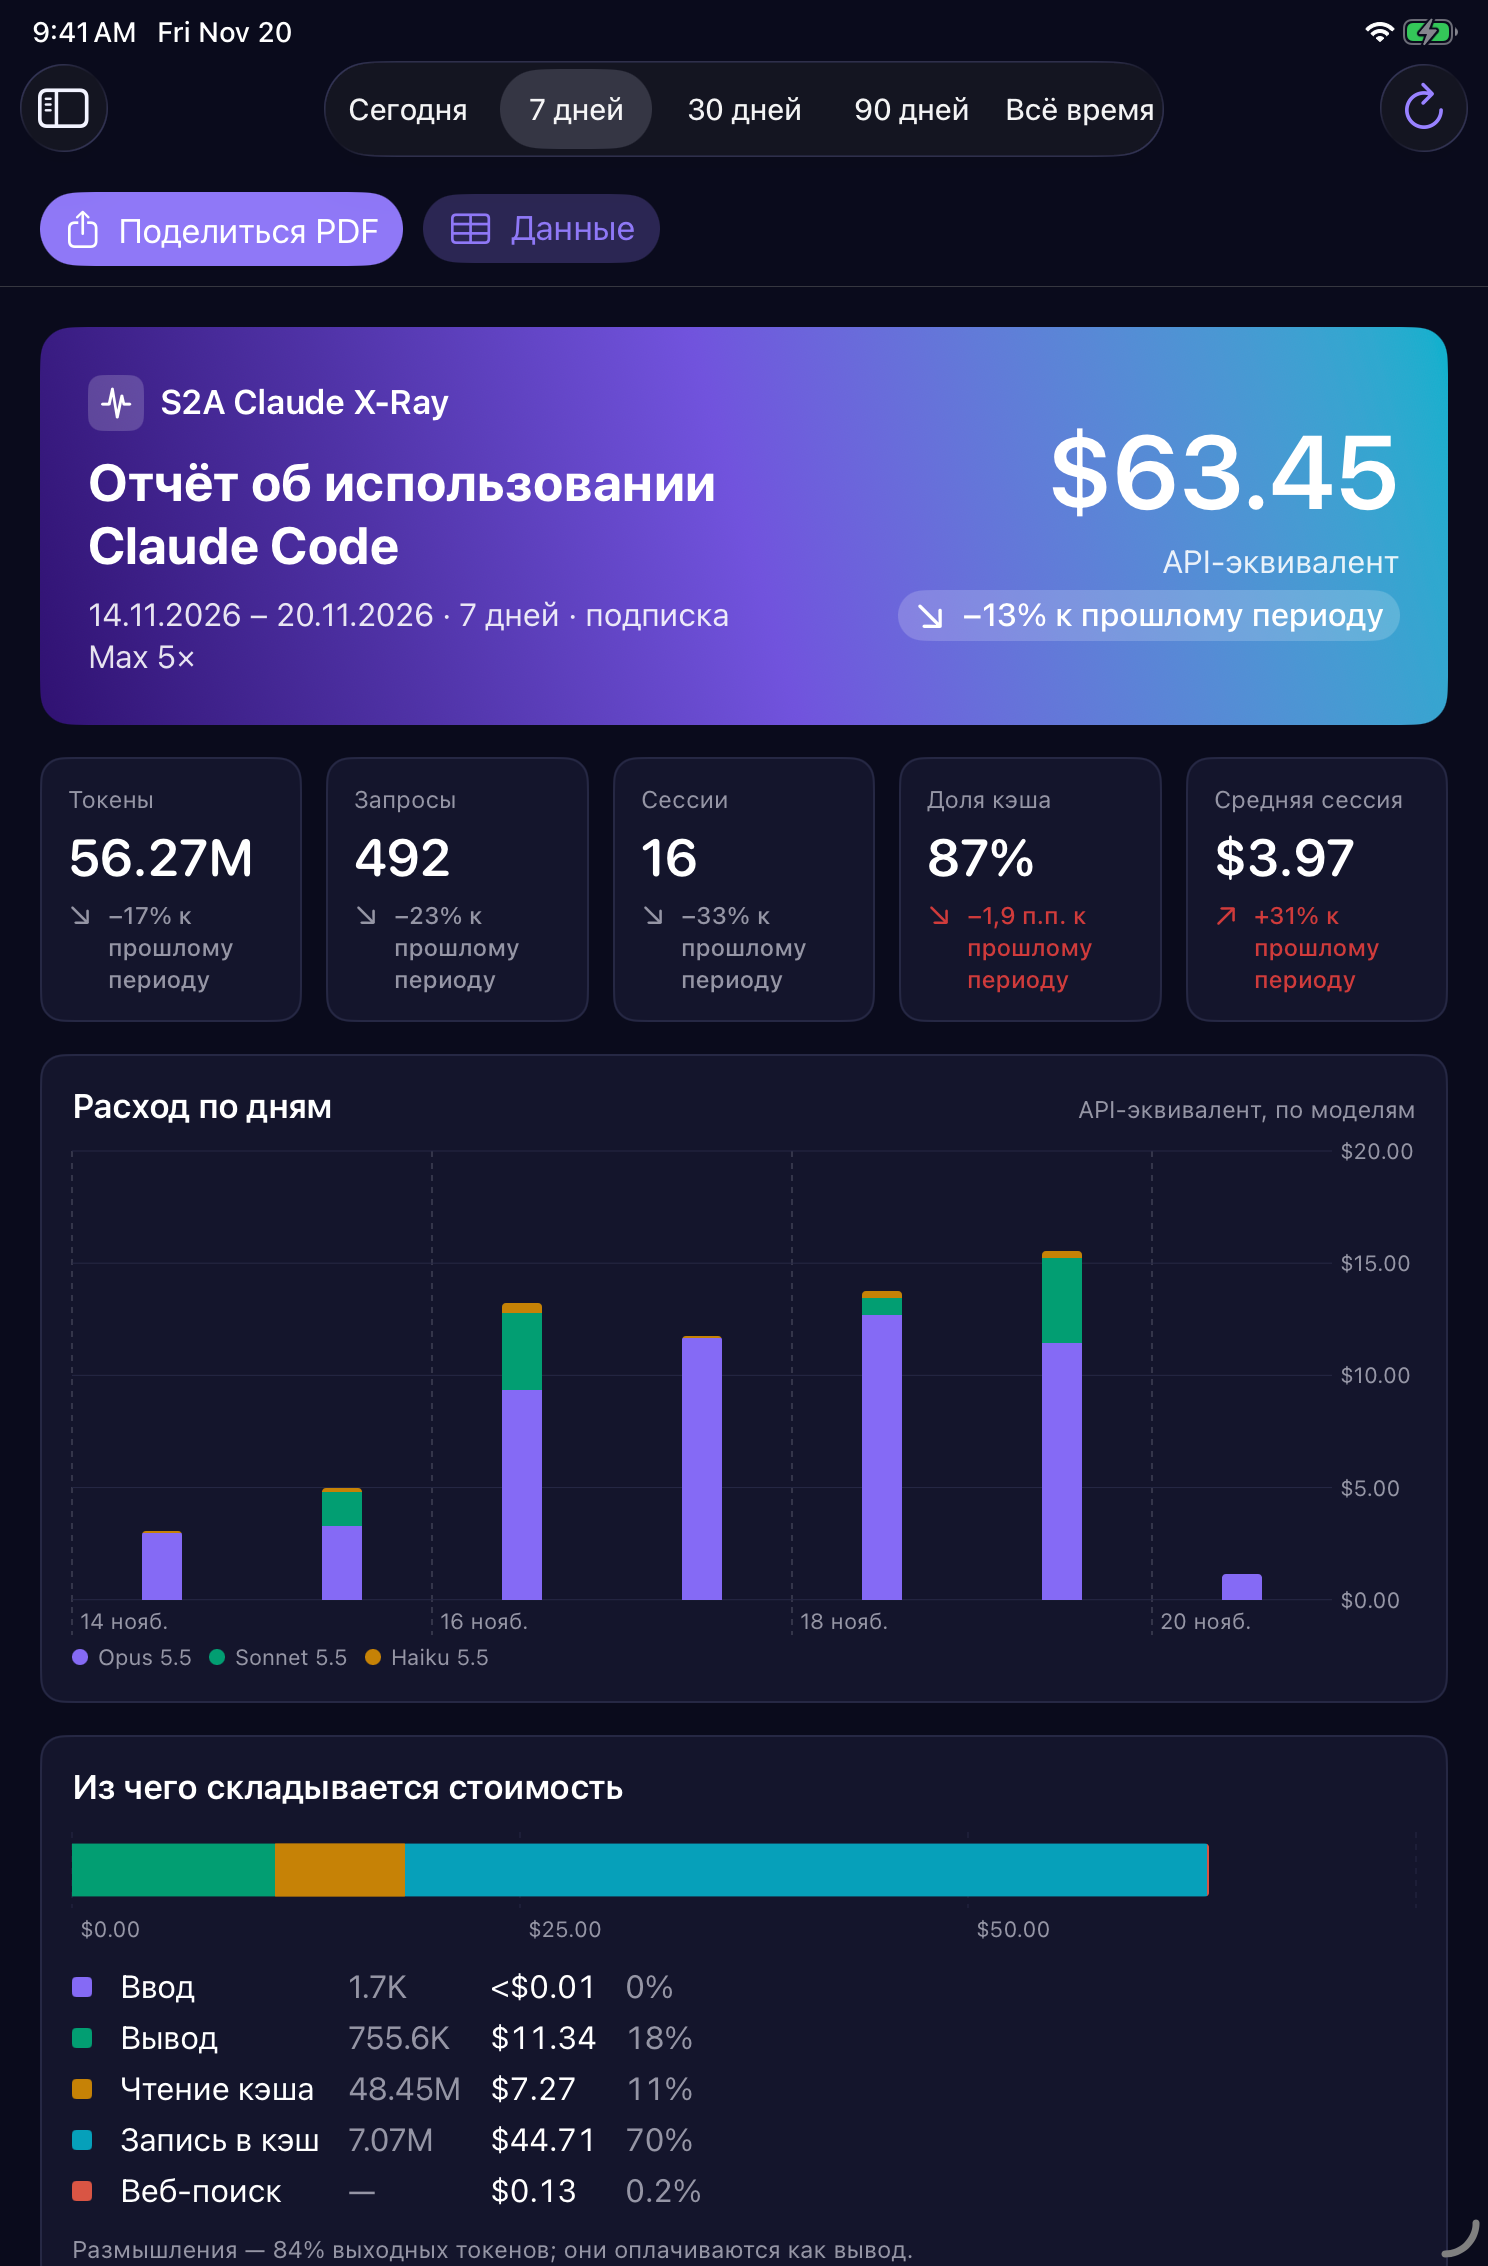 9:41 AM Fri Nov 20
Сегодня 7 дней 30 дней 90 дней Всё время
Поделиться PDF Данные
S2A Claude X-Ray
Отчёт об использовании
Claude Code
14.11.2026 – 20.11.2026 · 7 дней · подписка
Max 5×
$63.45
API-эквивалент
−13% к прошлому периоду
Токены
56.27M
−17% к
прошлому
периоду
Запросы
492
−23% к
прошлому
периоду
Сессии
16
−33% к
прошлому
периоду
Доля кэша
87%
−1,9 п.п. к
прошлому
периоду
Средняя сессия
$3.97
+31% к
прошлому
периоду
Расход по дням
API-эквивалент, по моделям
$20.00
$15.00
$10.00
$5.00
$0.00
14 нояб. 16 нояб. 18 нояб. 20 нояб.
Opus 5.5 Sonnet 5.5 Haiku 5.5
Из чего складывается стоимость
$0.00 $25.00 $50.00
Ввод 1.7K <$0.01 0%
Вывод 755.6K $11.34 18%
Чтение кэша 48.45M $7.27 11%
Запись в кэш 7.07M $44.71 70%
Веб-поиск — $0.13 0.2%
Размышления — 84% выходных токенов; они оплачиваются как вывод.